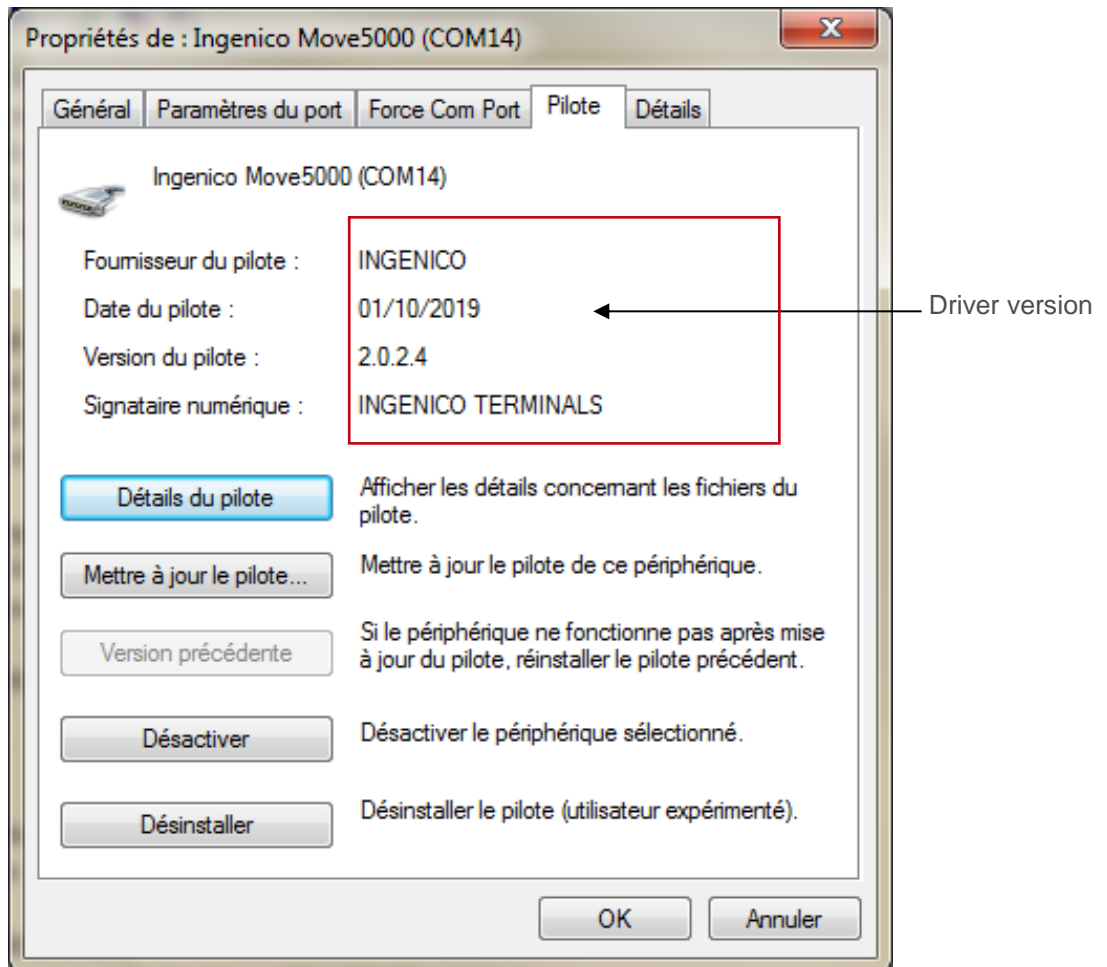 Propriétés de : Ingenico Move5000 (COM14)
Général Paramètres du port Force Com Port Pilote Détails
Ingenico Move5000 (COM14)
Fournisseur du pilote : INGENICO
Date du pilote : 01/10/2019
Driver version
Version du pilote : 2.0.2.4
Signataire numérique : INGENICO TERMINALS
Détails du pilote
Afficher les détails concernant les fichiers du
pilote.
Mettre à jour le pilote...
Mettre à jour le pilote de ce périphérique.
Version précédente
Si le périphérique ne fonctionne pas après mise
à jour du pilote, réinstaller le pilote précédent.
Désactiver
Désactiver le périphérique sélectionné.
Désinstaller
Désinstaller le pilote (utilisateur expérimenté).
OK Annuler